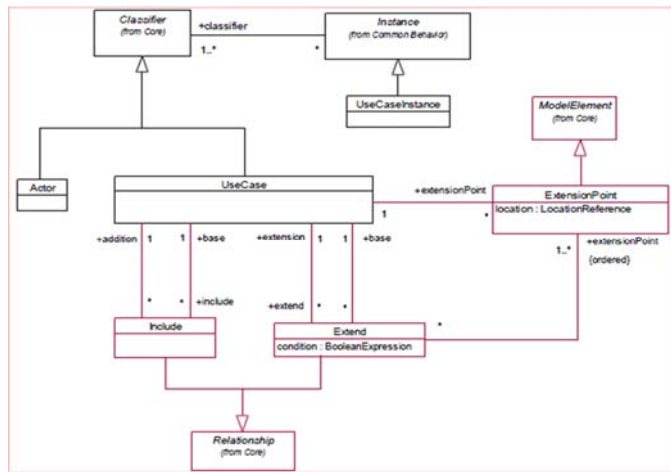 Classifier
(from Core)
+classifier
1..*
*
Instance
(from Common Behavior)
UseCaseInstance
ModelElement
(from Core)
Actor
UseCase
+extensionPoint
1
*
ExtensionPoint
location : LocationReference
+addition
1
1
+base
+extension
1
1
+base
1..*
+extensionPoint
{ordered}
*
*
+include
+extend
*
*
*
Include
Extend
condition : BooleanExpression
Relationship
(from Core)